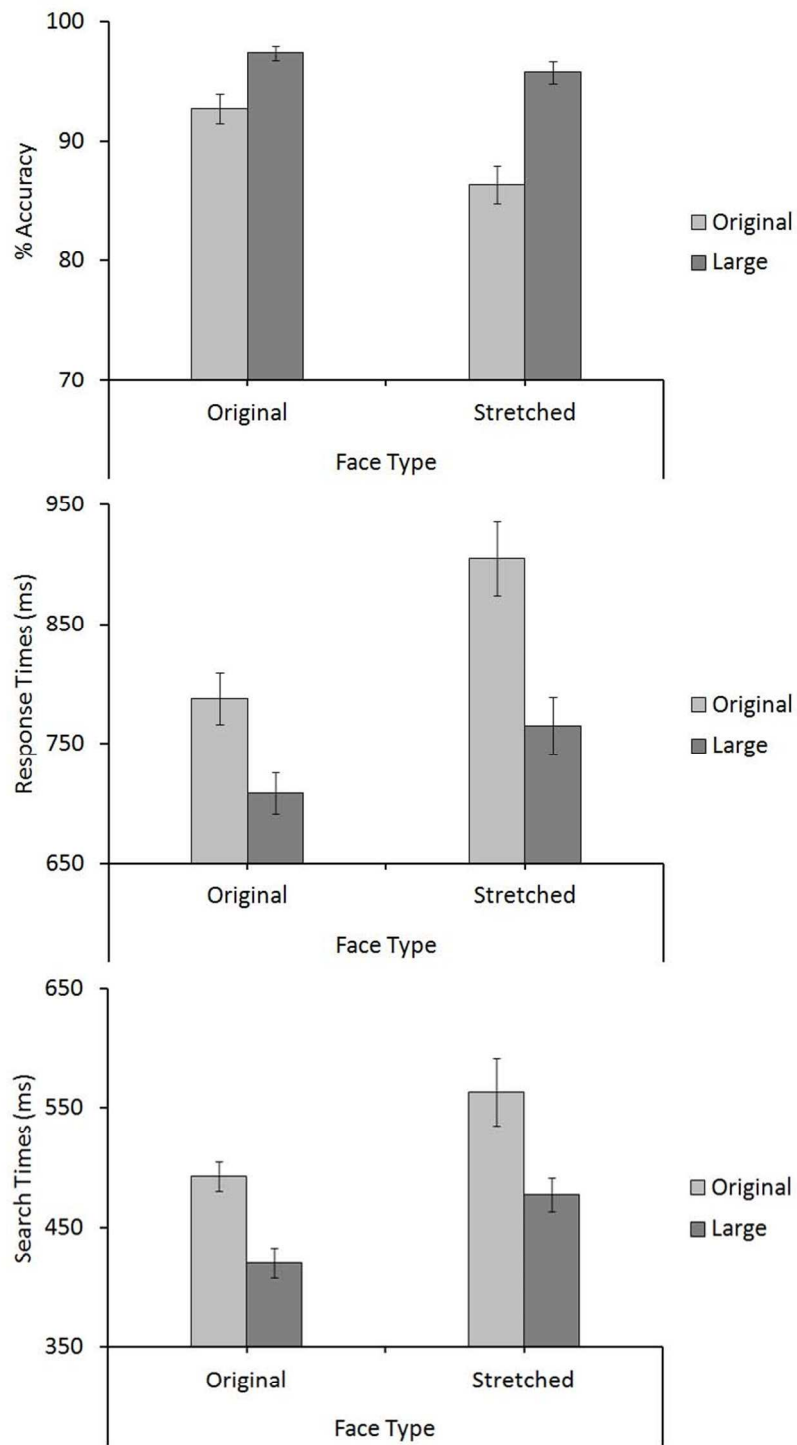 % Accuracy
100
90
80
70
Original Stretched
Face Type
Original
Large
Response Times (ms)
950
850
750
650
Original Stretched
Face Type
Original
Large
Search Times (ms)
650
550
450
350
Original Stretched
Face Type
Original
Large